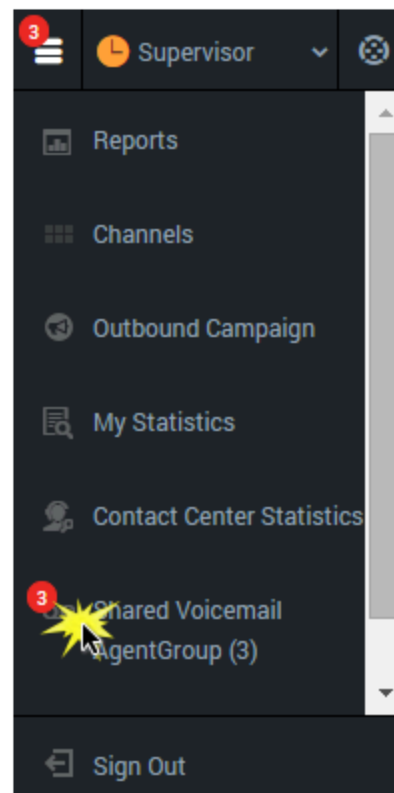 3
Supervisor
Reports
Channels
Outbound Campaign
My Statistics
Contact Center Statistics
3
Shared Voicemail
AgentGroup (3)
Sign Out